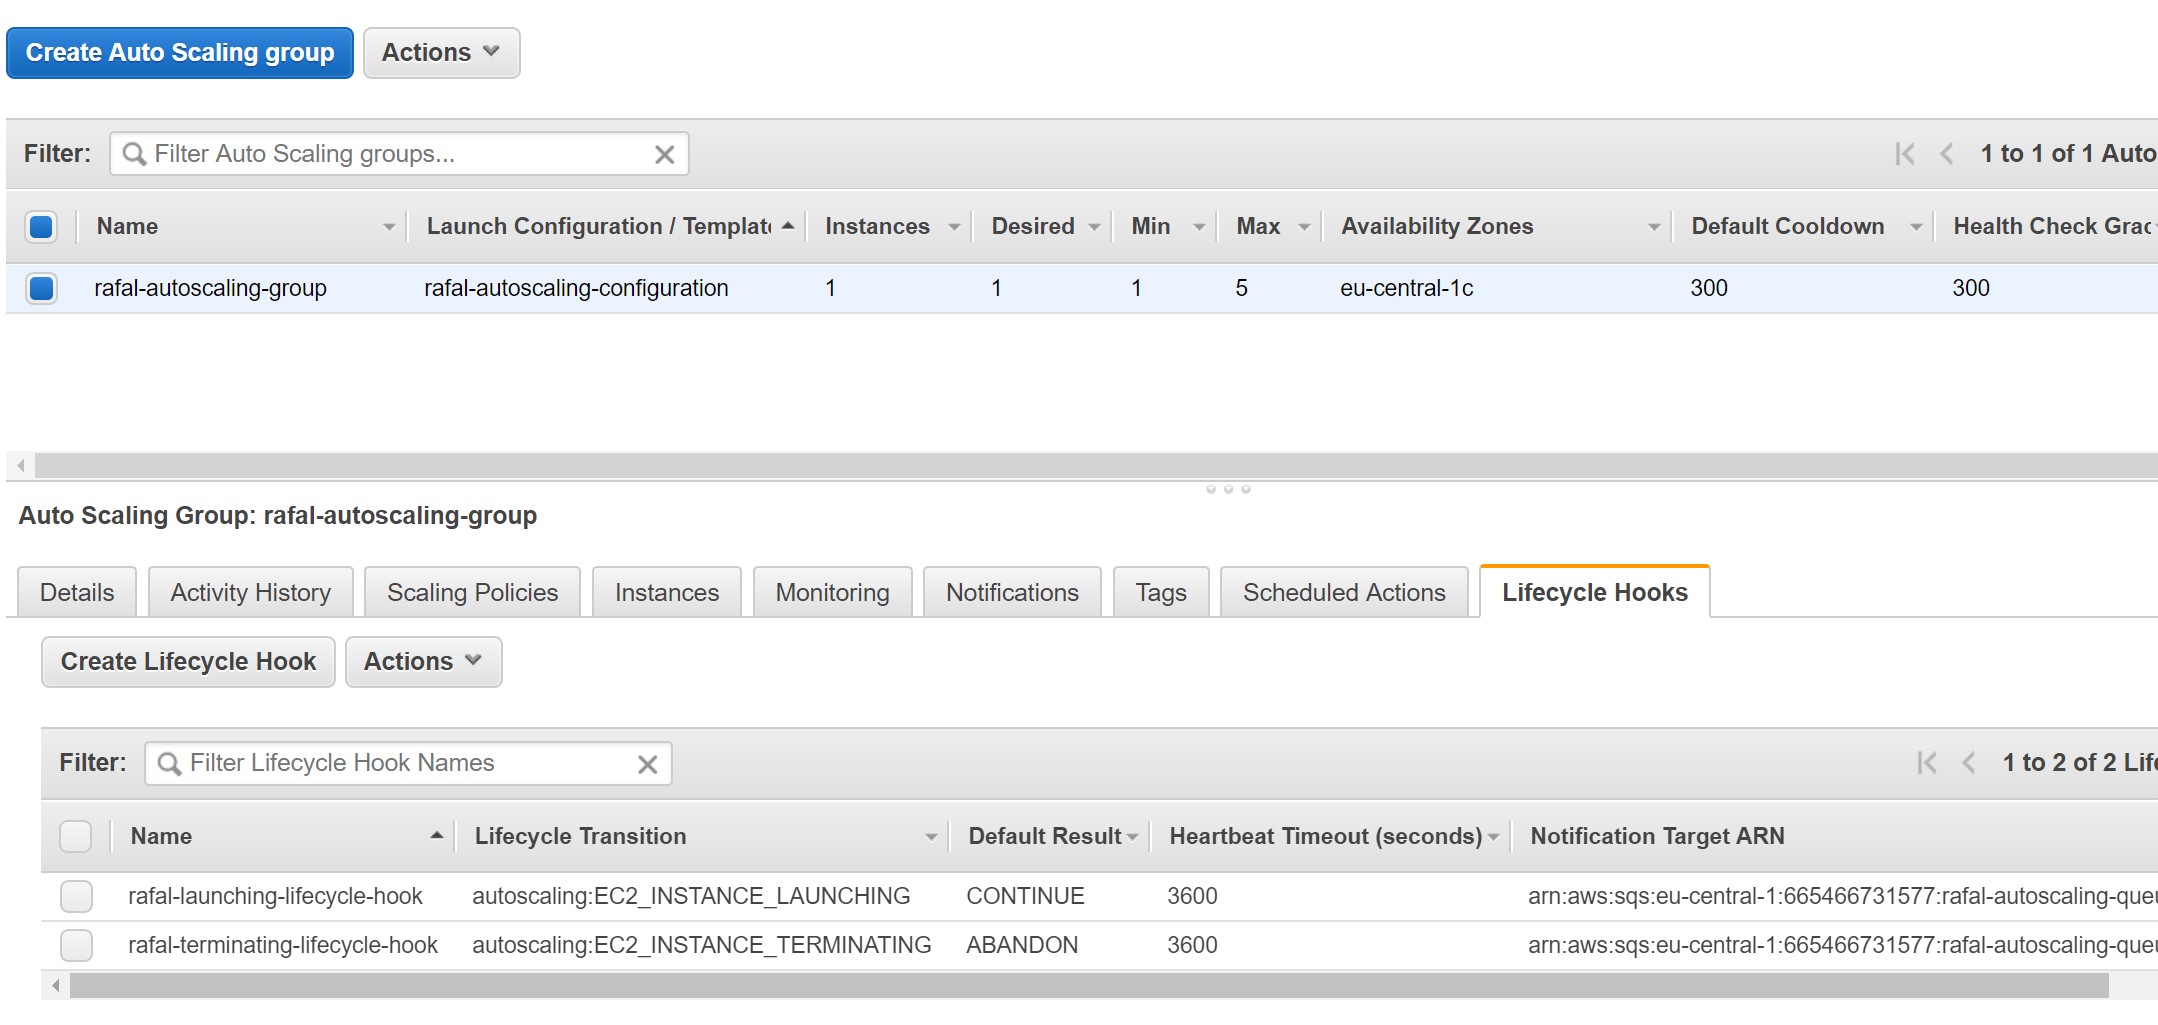 Create Auto Scaling group Actions
Filter: Filter Auto Scaling groups... 1 to 1 of 1 Auto
Name Launch Configuration / Templat Instances Desired Min Max Availability Zones Default Cooldown Health Check Grac
rafal-autoscaling-group rafal-autoscaling-configuration 1 1 1 5 eu-central-1c 300 300
Auto Scaling Group: rafal-autoscaling-group
Details Activity History Scaling Policies Instances Monitoring Notifications Tags Scheduled Actions Lifecycle Hooks
Create Lifecycle Hook Actions
Filter: Filter Lifecycle Hook Names 1 to 2 of 2 Life
Name Lifecycle Transition Default Result Heartbeat Timeout (seconds) Notification Target ARN
rafal-launching-lifecycle-hook autoscaling:EC2_INSTANCE_LAUNCHING CONTINUE 3600 arn:aws:sqs:eu-central-1:665466731577:rafal-autoscaling-queu
rafal-terminating-lifecycle-hook autoscaling:EC2_INSTANCE_TERMINATING ABANDON 3600 arn:aws:sqs:eu-central-1:665466731577:rafal-autoscaling-queu